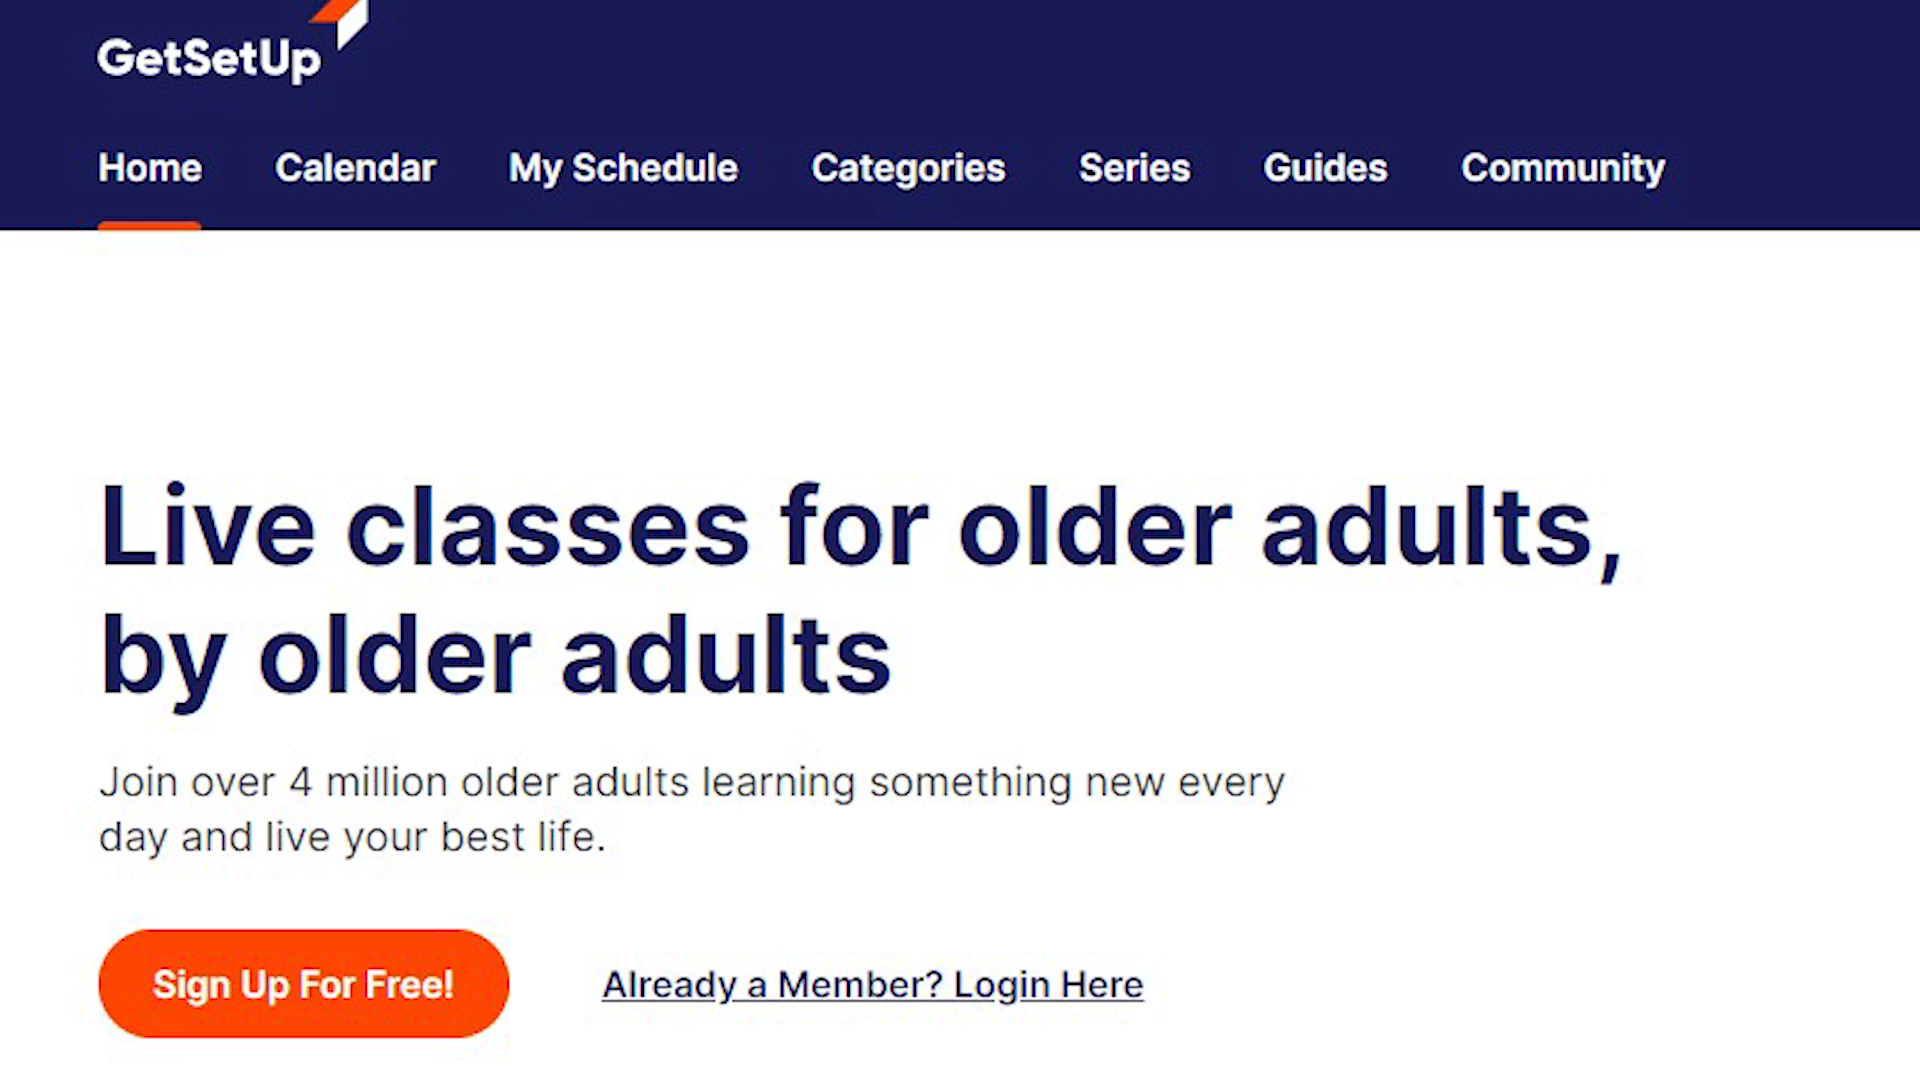 GetSetUp
Home Calendar My Schedule Categories Series Guides Community
Live classes for older adults,
by older adults
Join over 4 million older adults learning something new every
day and live your best life.
Sign Up For Free! Already a Member? Login Here